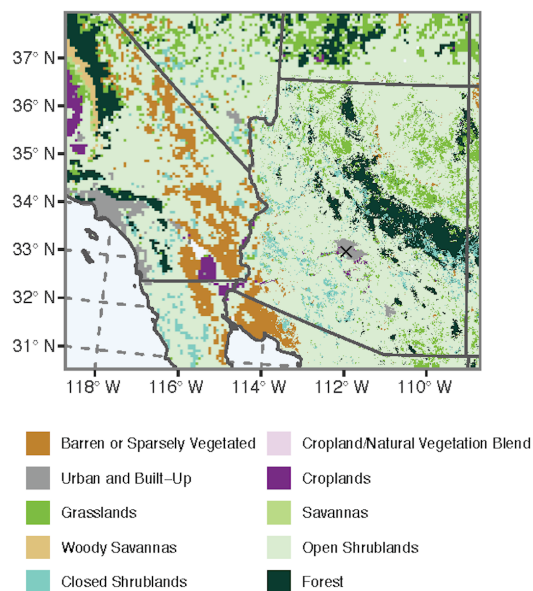 37° N
36° N
35° N
34° N
33° N
32° N
31° N
118° W 116° W 114° W 112° W 110° W
Barren or Sparsely Vegetated Cropland/Natural Vegetation Blend
Urban and Built–Up Croplands
Grasslands Savannas
Woody Savannas Open Shrublands
Closed Shrublands Forest